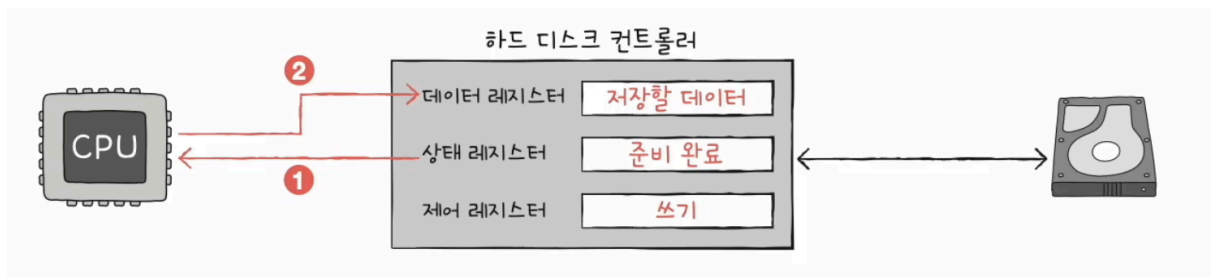 하드 디스크 컨트롤러
2
데이터 레지스터 저장할 데이터
CPU
상태 레지스터 준비 완료
1
제어 레지스터 쓰기